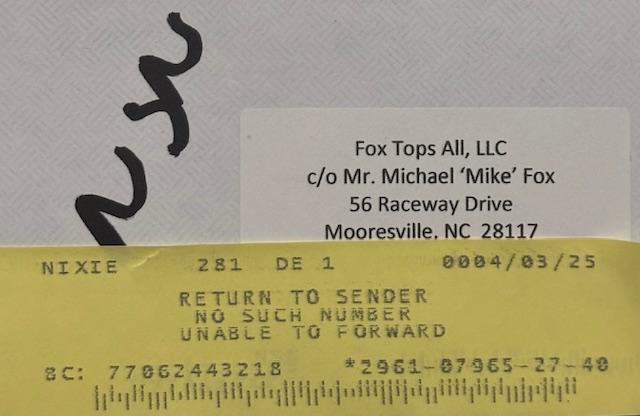 NSN
Fox Tops All, LLC
c/o Mr. Michael ‘Mike’ Fox
56 Raceway Drive
Mooresville, NC 28117
NIXIE 281 DE 1 0004/03/25
RETURN TO SENDER
NO SUCH NUMBER
UNABLE TO FORWARD
BC: 77062443218 *2961-07965-27-40